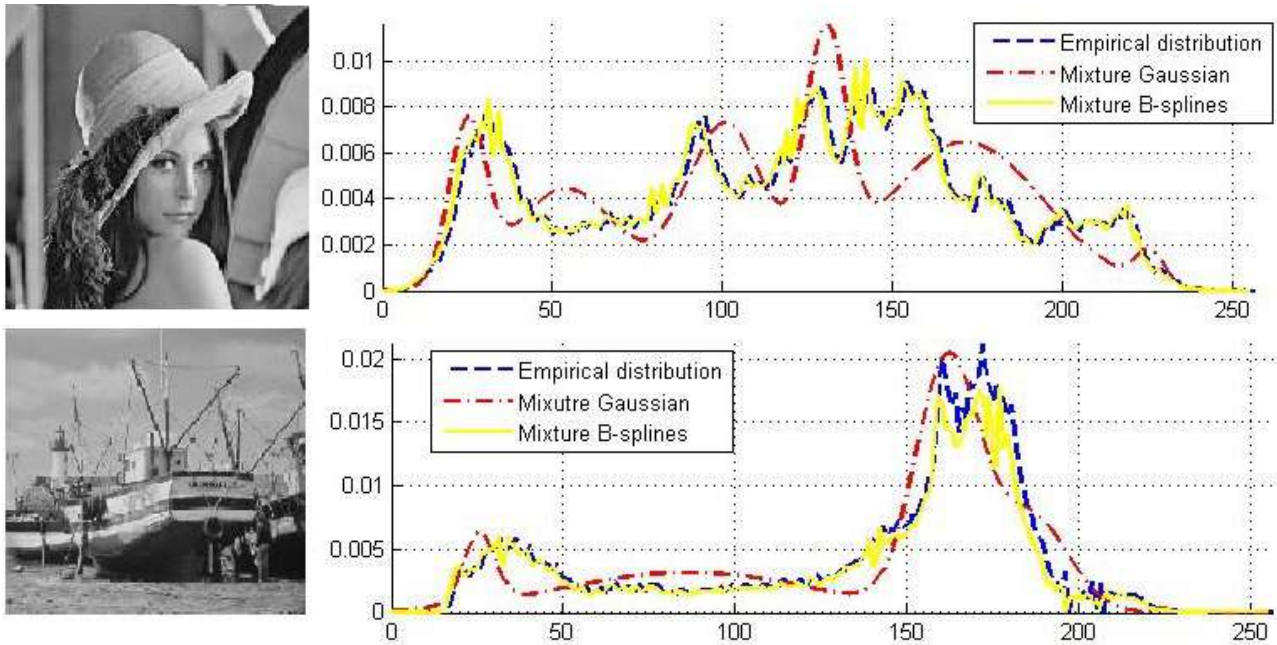 Empirical distribution
Mixture Gaussian
Mixture B-splines
0.01
0.008
0.006
0.004
0.002
0
0 50 100 150 200 250
Empirical distribution
Mixutre Gaussian
Mixture B-splines
0.02
0.015
0.01
0.005
0
0 50 100 150 200 250